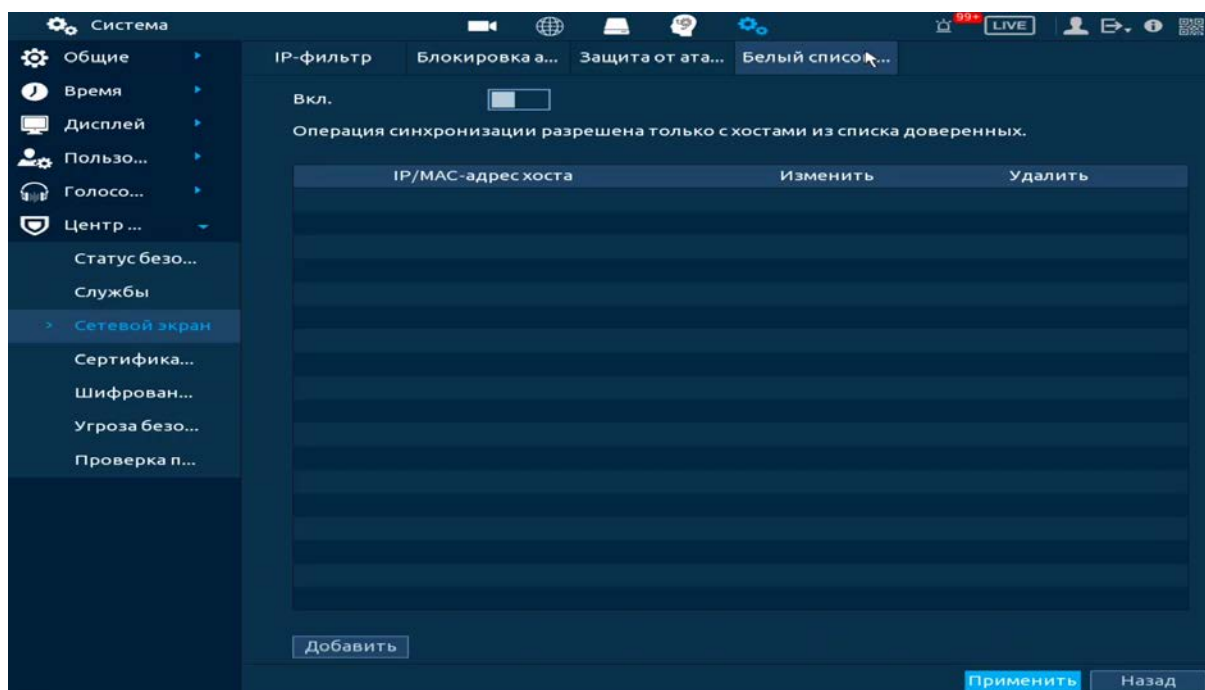 Система
99+
LIVE
Общие
Время
Дисплей
Пользо...
Голосо...
Центр ...
Статус безо...
Службы
Сетевой экран
Сертифика...
Шифрован...
Угроза безо...
Проверка п...
IP-фильтр Блокировка а... Защита от ата... Белый список...
Вкл.
Операция синхронизации разрешена только с хостами из списка доверенных.
IP/MAC-адрес хоста Изменить Удалить
Добавить
Применить Назад